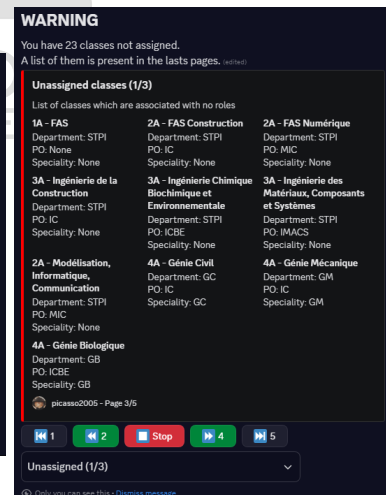 WARNING
You have 23 classes not assigned.
A list of them is present in the lasts pages. (edited)
Unassigned classes (1/3)
List of classes which are associated with no roles
1A - FAS
Department: STPI
PO: None
Speciality: None
2A - FAS Construction
Department: STPI
PO: IC
Speciality: None
2A - FAS Numérique
Department: STPI
PO: MIC
Speciality: None
3A - Ingénierie de la
Construction
Department: STPI
PO: IC
Speciality: None
3A - Ingénierie Chimique
Biochimique et
Environnementale
Department: STPI
PO: ICBE
Speciality: None
3A - Ingénierie des
Matériaux, Composants
et Systèmes
Department: STPI
PO: IMACS
Speciality: None
2A - Modélisation,
Informatique,
Communication
Department: STPI
PO: MIC
Speciality: None
4A - Génie Civil
Department: GC
PO: IC
Speciality: GC
4A - Génie Mécanique
Department: GM
PO: IC
Speciality: GM
4A - Génie Biologique
Department: GB
PO: ICBE
Speciality: GB
picasso2005 - Page 3/5
1
2
Stop
4
5
Unassigned (1/3)
Only you can see this • Dismiss message